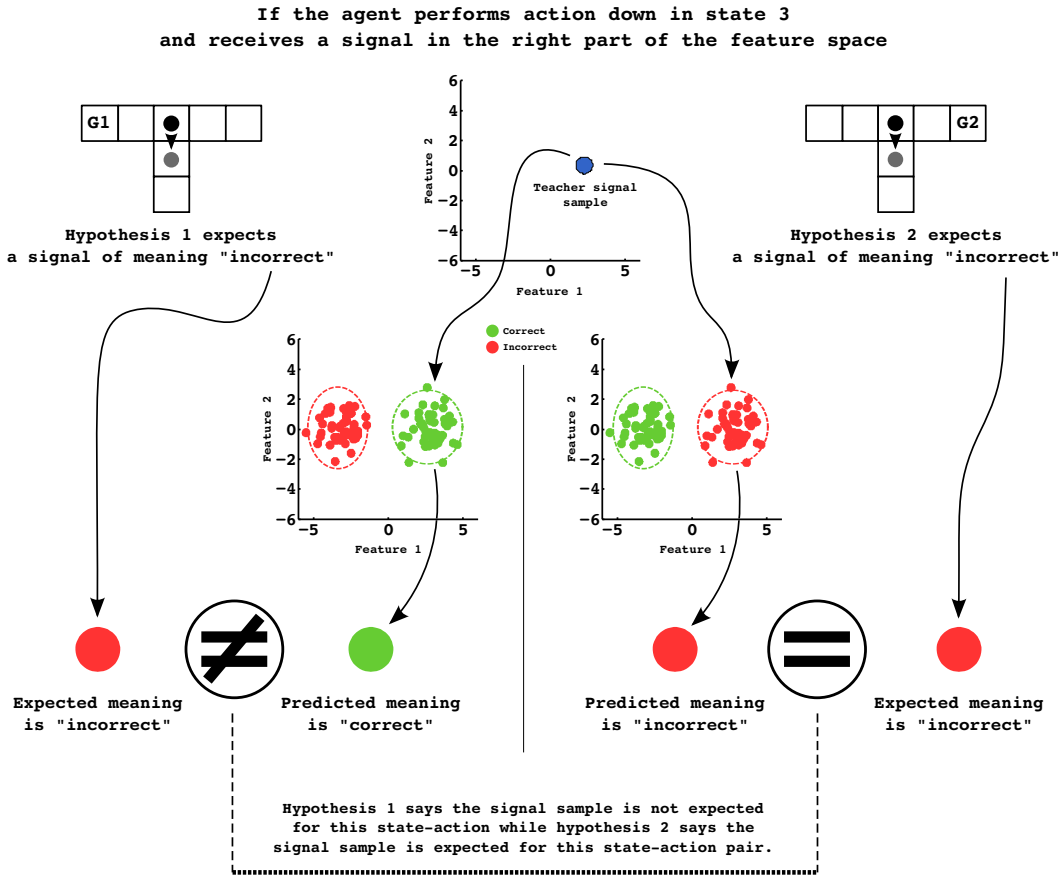 If the agent performs action down in state 3
and receives a signal in the right part of the feature space
G1
Hypothesis 1 expects
a signal of meaning "incorrect"
6
4
2
0
−2
−4
−6
−5
0
5
Feature 2
Feature 1
Teacher signal
sample
G2
Hypothesis 2 expects
a signal of meaning "incorrect"
Correct
Incorrect
6
4
2
0
−2
−4
−6
−5
0
5
Feature 2
Feature 1
6
4
2
0
−2
−4
−6
−5
0
5
Feature 2
Feature 1
Expected meaning
is "incorrect"
Predicted meaning
is "correct"
Predicted meaning
is "incorrect"
Expected meaning
is "incorrect"
Hypothesis 1 says the signal sample is not expected
for this state-action while hypothesis 2 says the
signal sample is expected for this state-action pair.